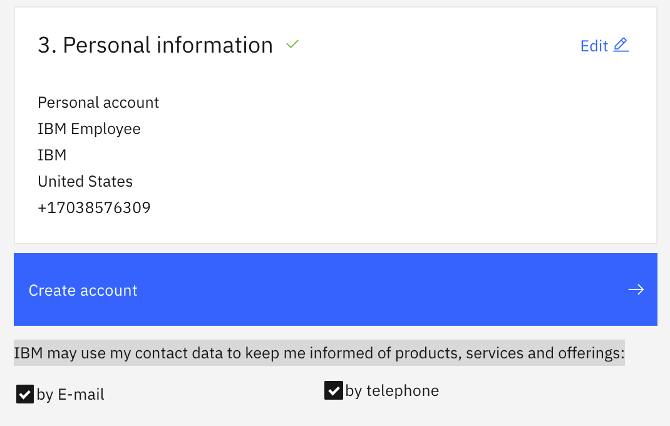 3. Personal information
Edit
Personal account
IBM Employee
IBM
United States
+17038576309
Create account
IBM may use my contact data to keep me informed of products, services and offerings:
by E-mail
by telephone